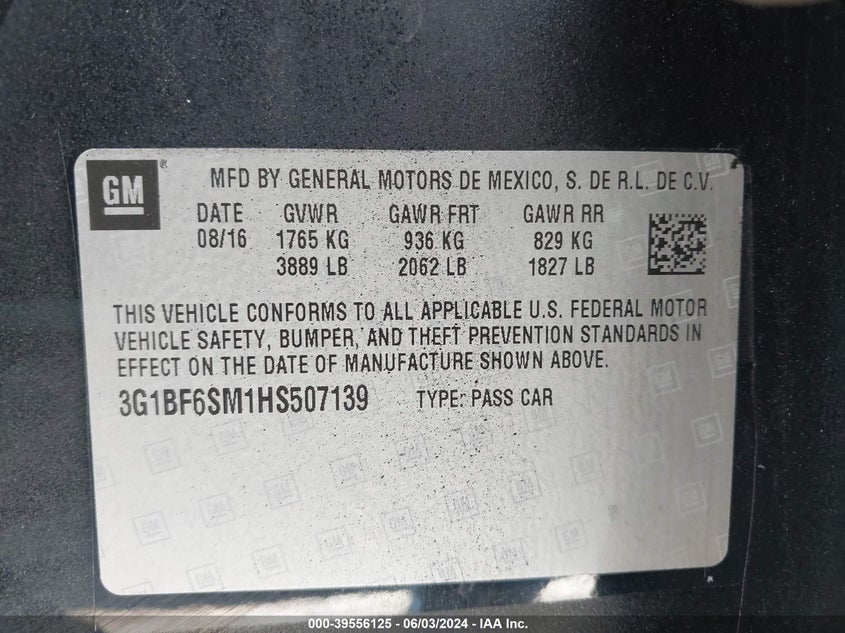 GM ®
MFD BY GENERAL MOTORS DE MEXICO, S. DE R.L. DE C.V.
DATE GVWR GAWR FRT GAWR RR
08/16 1765 KG 936 KG 829 KG
3889 LB 2062 LB 1827 LB
THIS VEHICLE CONFORMS TO ALL APPLICABLE U.S. FEDERAL MOTOR
VEHICLE SAFETY, BUMPER, AND THEFT PREVENTION STANDARDS IN
EFFECT ON THE DATE OF MANUFACTURE SHOWN ABOVE.
3G1BF6SM1HS507139 TYPE: PASS CAR
000-39556125 - 06/03/2024 - IAA Inc.